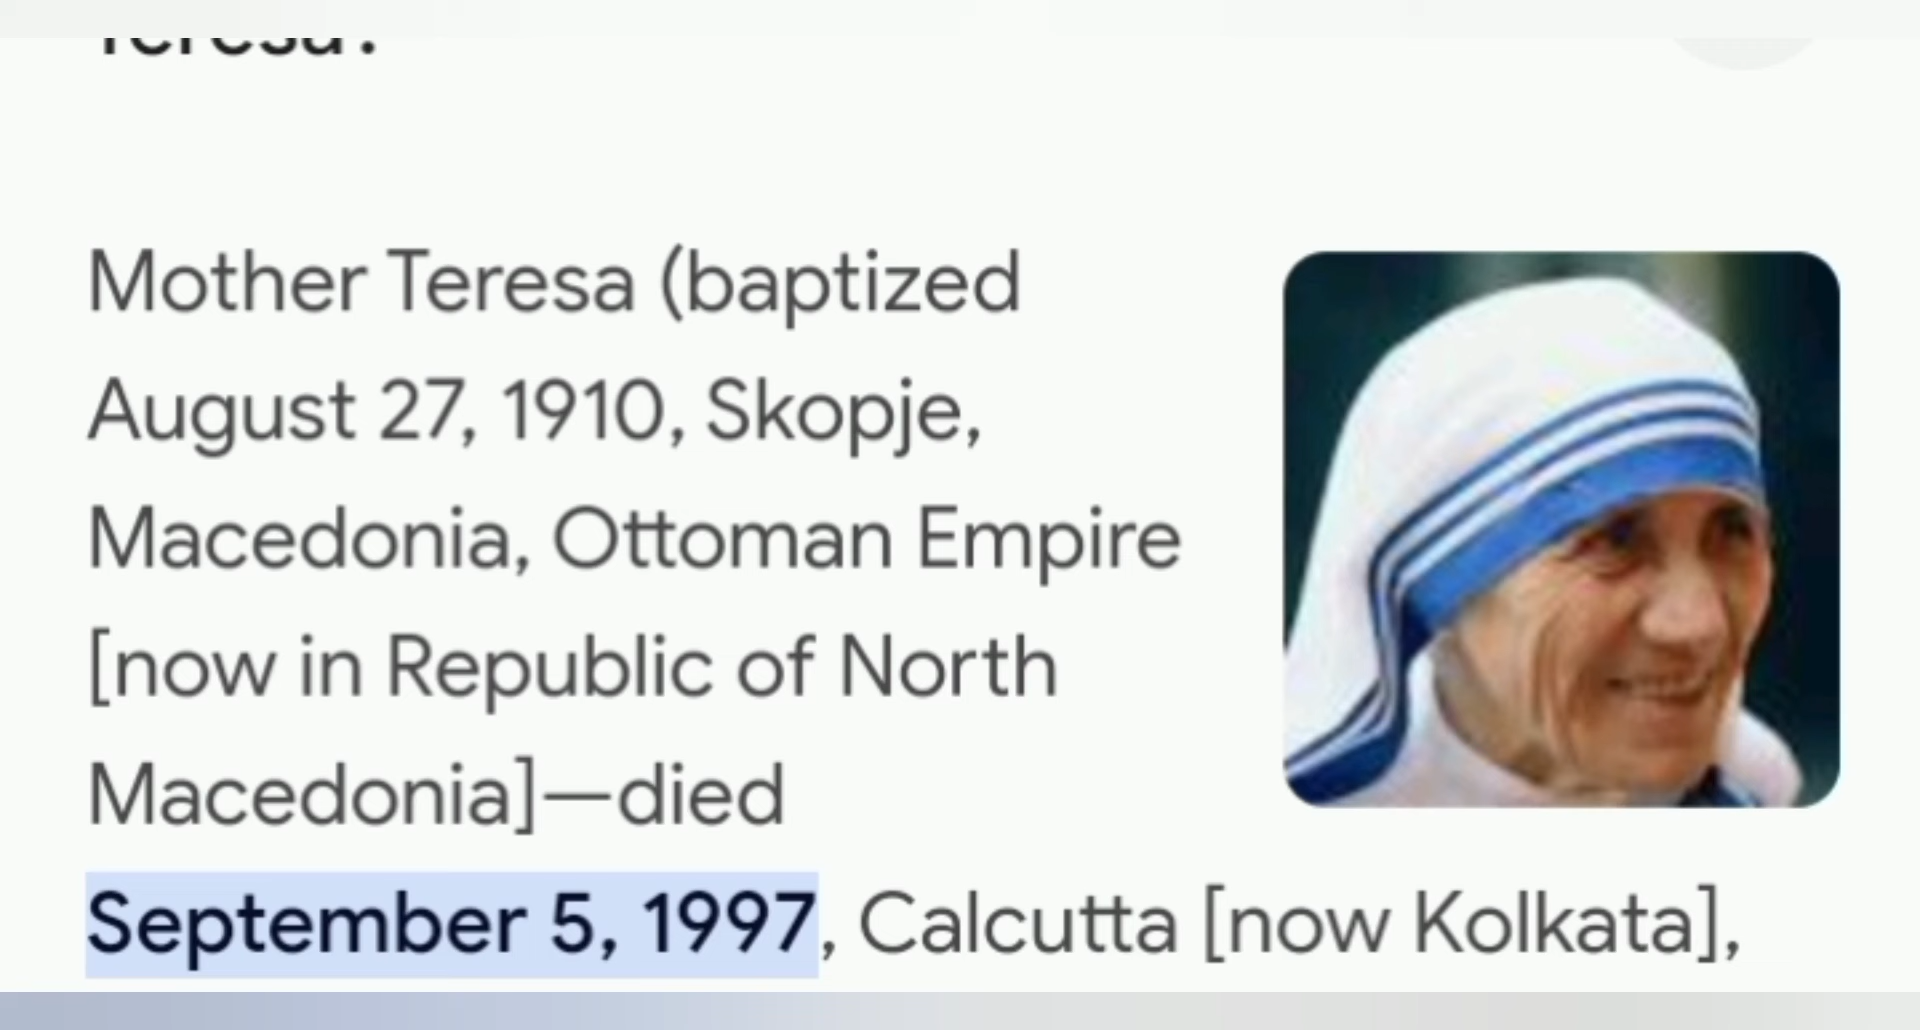 Teresa?
Mother Teresa (baptized
August 27, 1910, Skopje,
Macedonia, Ottoman Empire
[now in Republic of North
Macedonia]—died
September 5, 1997, Calcutta [now Kolkata],